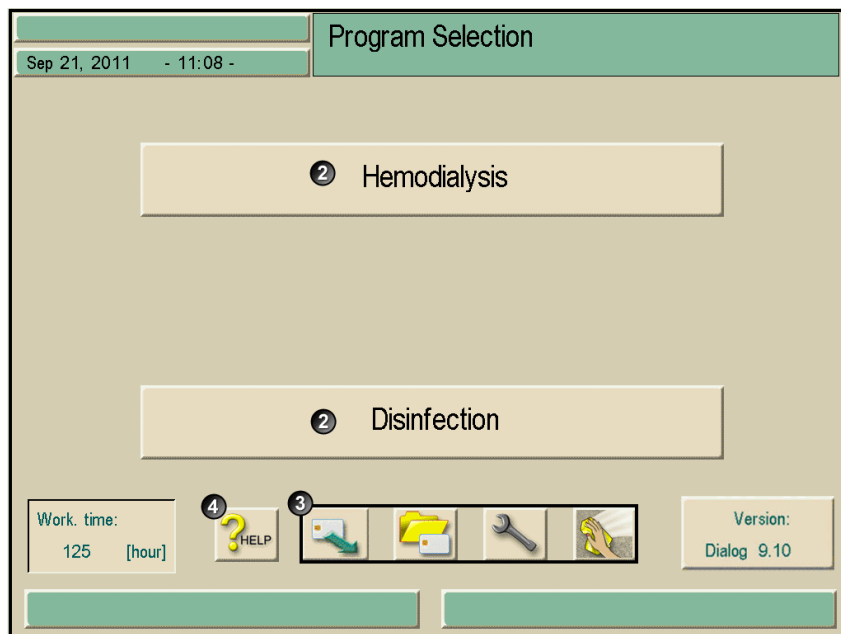 Program Selection
Sep 21, 2011 - 11:08 -
2 Hemodialysis
2 Disinfection
Work. time:
125 [hour]
4
HELP
3
Version:
Dialog 9.10